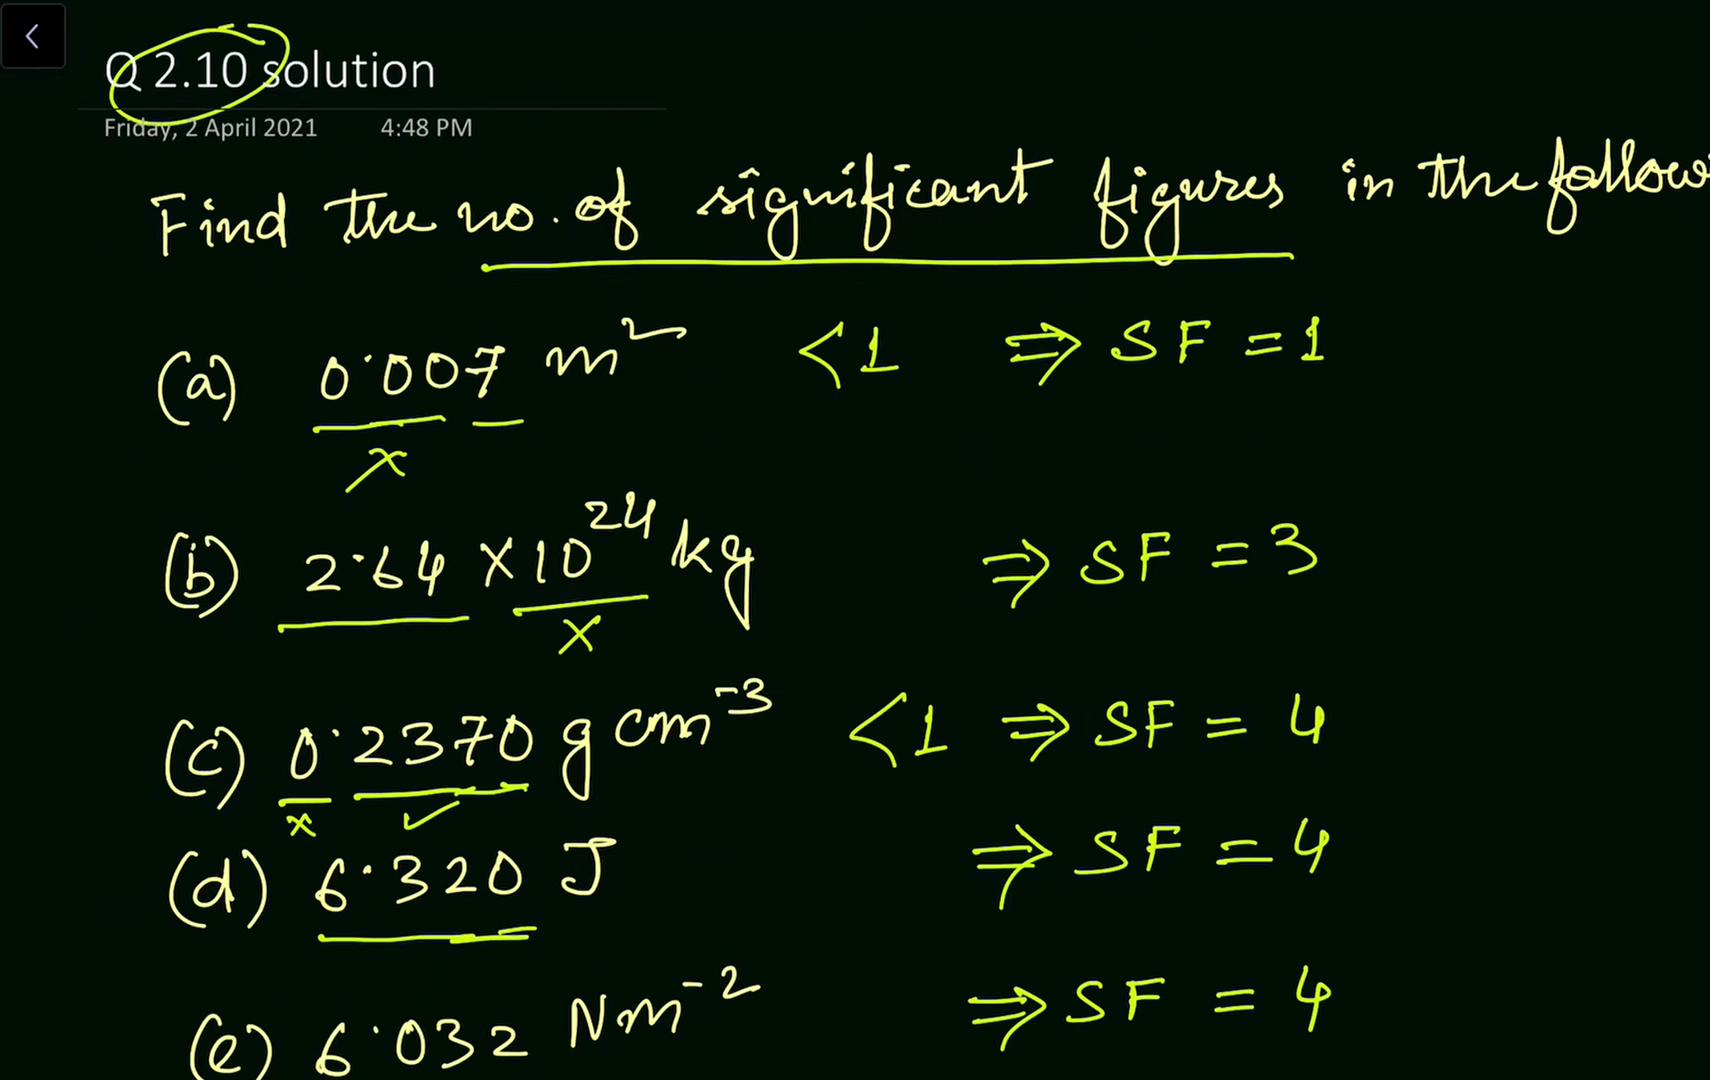 Q 2.10 solution
Friday, 2 April 2021 4:48 PM
Find the no. of significant figures in the follow
(a) 0.007 m² <1 ⇒ SF = 1
x
(b) 2.64 × 10²⁴ kg ⇒ SF = 3
x
(c) 0.2370 g cm⁻³ <1 ⇒ SF = 4
x ✓
(d) 6.320 J ⇒ SF = 4
(e) 6.032 Nm⁻² ⇒ SF = 4